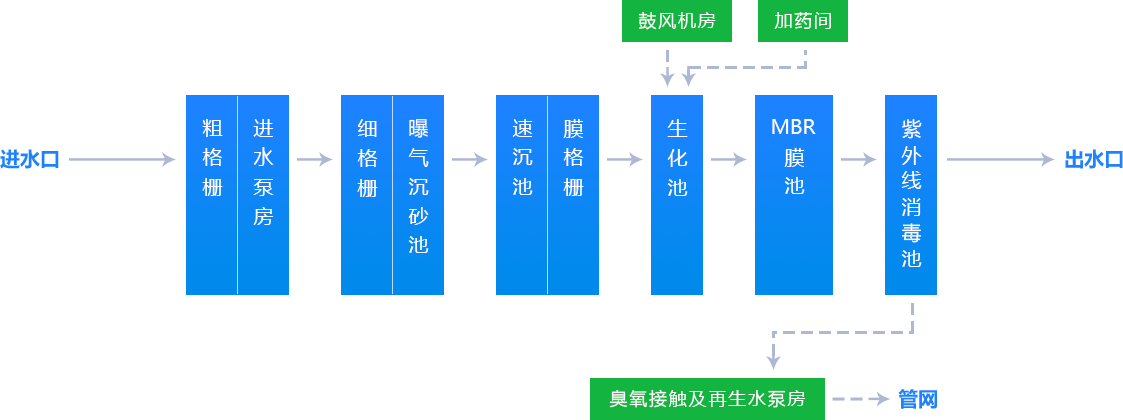 鼓风机房
加药间
进水口
粗格栅
进水泵房
细格栅
曝气沉砂池
速沉池
膜格栅
生化池
MBR膜池
紫外线消毒池
出水口
臭氧接触及再生水泵房
管网